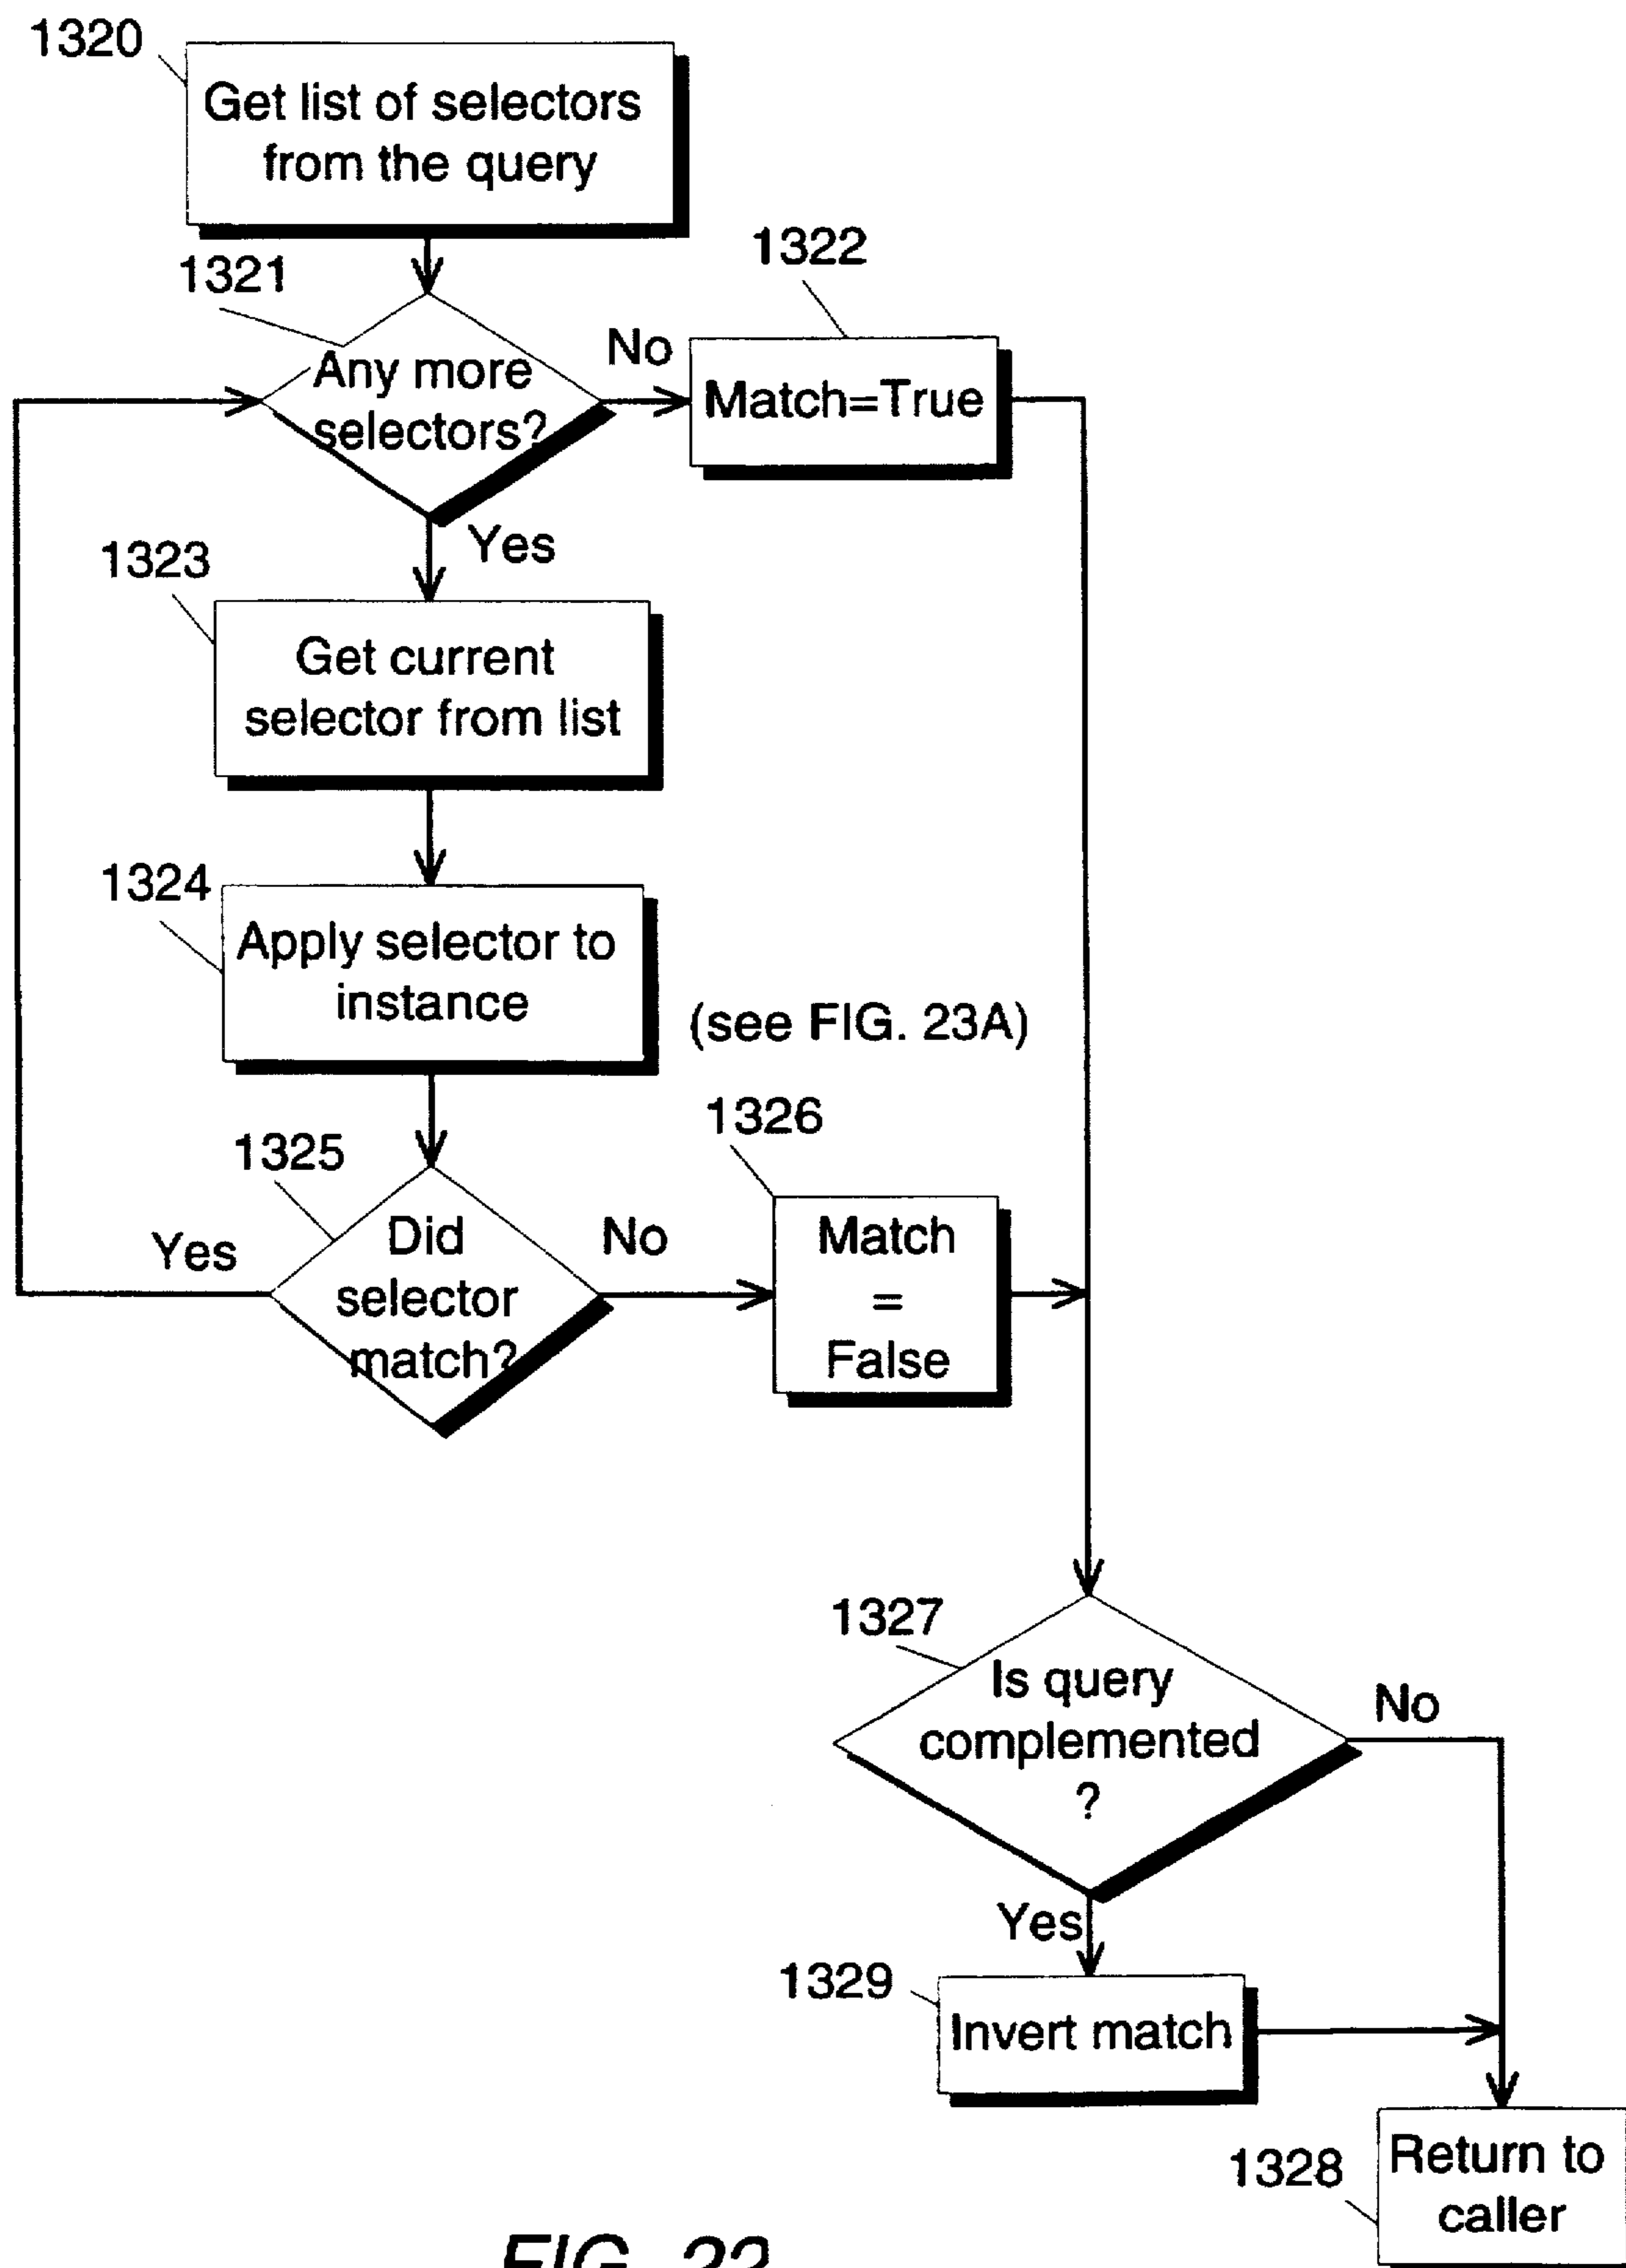 1320
Get list of selectors
from the query
1321
Any more
selectors?
No
1322
Match=True
Yes
1323
Get current
selector from list
1324
Apply selector to
instance
(see FIG. 23A)
1325
Did
selector
match?
Yes
No
1326
Match
=
False
1327
Is query
complemented
?
No
Yes
1329
Invert match
1328
Return to
caller
FIG. 22